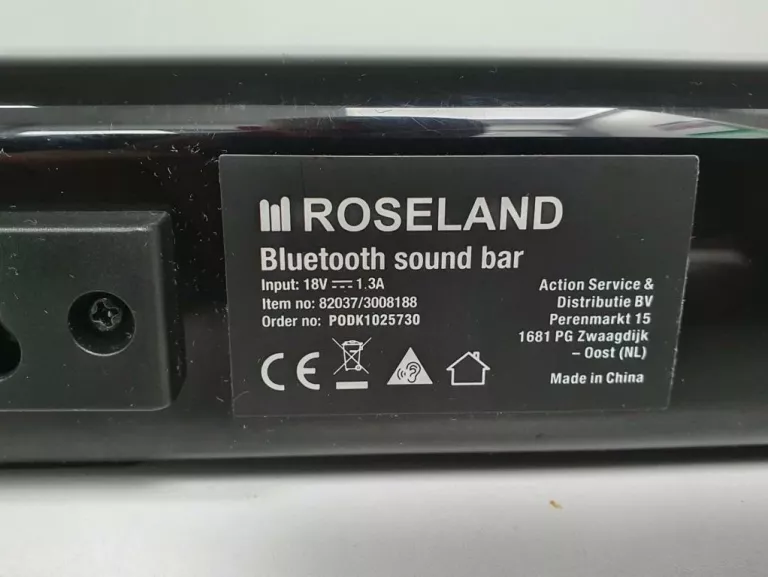 ROSELAND
Bluetooth sound bar
Input: 18V ⎓ 1.3A
Item no: 82037/3008188
Order no: PODK1025730
CE
Action Service &
Distributie BV
Perenmarkt 15
1681 PG Zwaagdijk
– Oost (NL)
Made in China